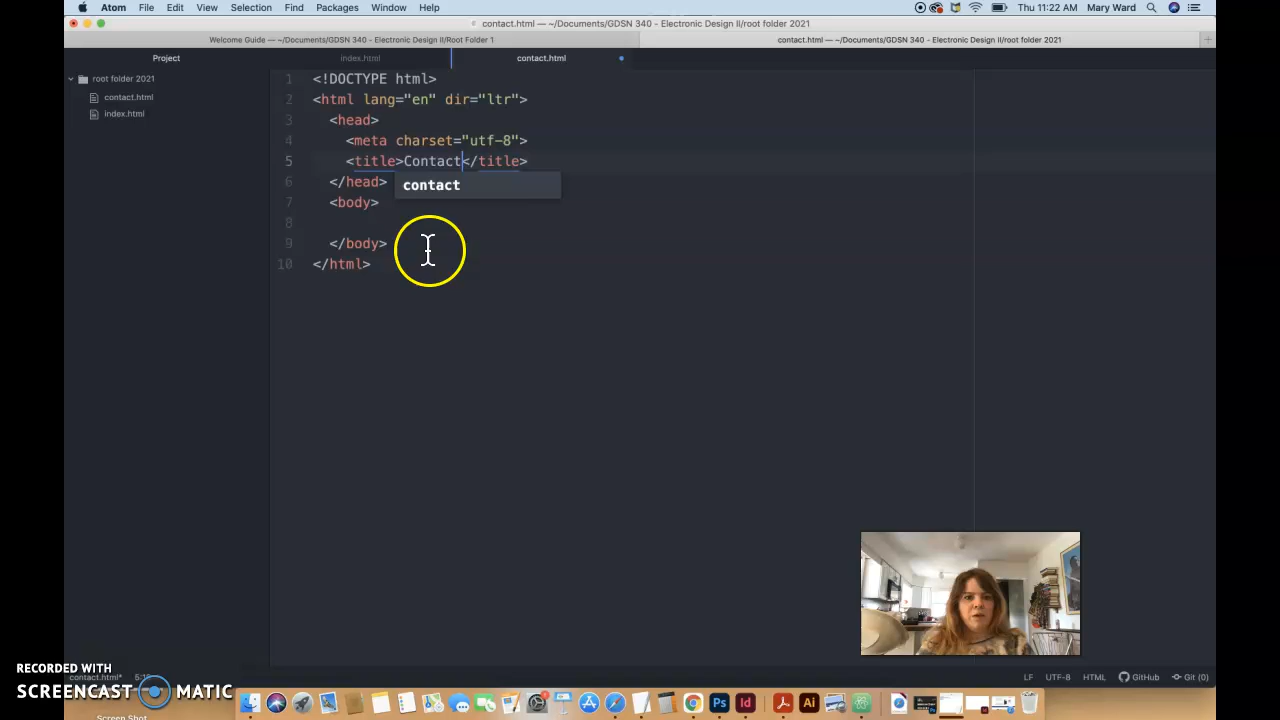 Atom File Edit View Selection Find Packages Window Help Thu 11:22 AM Mary Ward
contact.html — ~/Documents/GDSN 340 - Electronic Design II/root folder 2021
Welcome Guide — ~/Documents/GDSN 340 - Electronic Design II/Root Folder 1 contact.html — ~/Documents/GDSN 340 - Electronic Design II/root folder 2021
Project index.html contact.html
root folder 2021
contact.html
index.html
1 <!DOCTYPE html>
2 <html lang="en" dir="ltr">
3 <head>
4 <meta charset="utf-8">
5 <title>Contact</title>
6 </head>
contact
7 <body>
8
9 </body>
10 </html>
RECORDED WITH
SCREENCAST MATIC
contact.html* LF UTF-8 HTML GitHub Git (0)
Screen Shot